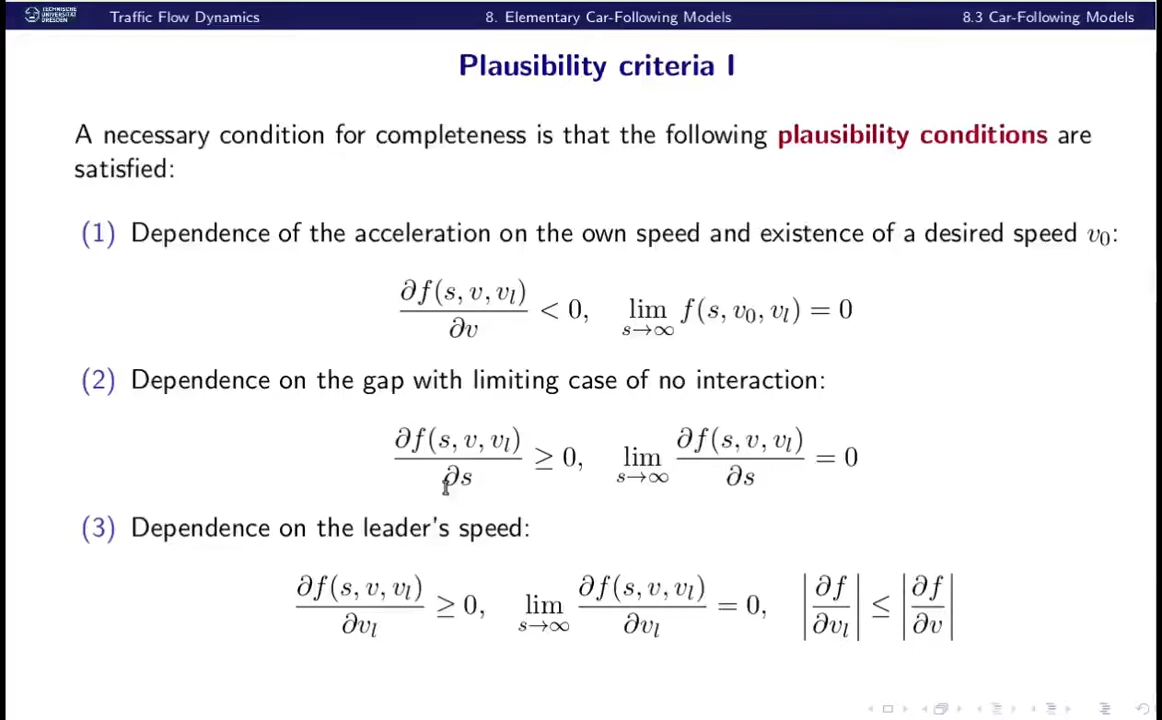 TECHNISCHE
UNIVERSITÄT
DRESDEN
Traffic Flow Dynamics 8. Elementary Car-Following Models 8.3 Car-Following Models
Plausibility criteria I
A necessary condition for completeness is that the following plausibility conditions are
satisfied:
(1) Dependence of the acceleration on the own speed and existence of a desired speed v₀:
∂f(s, v, vₗ)/∂v < 0, lim s→∞ f(s, v₀, vₗ) = 0
(2) Dependence on the gap with limiting case of no interaction:
∂f(s, v, vₗ)/∂s ≥ 0, lim s→∞ ∂f(s, v, vₗ)/∂s = 0
(3) Dependence on the leader's speed:
∂f(s, v, vₗ)/∂vₗ ≥ 0, lim s→∞ ∂f(s, v, vₗ)/∂vₗ = 0, |∂f/∂vₗ| ≤ |∂f/∂v|